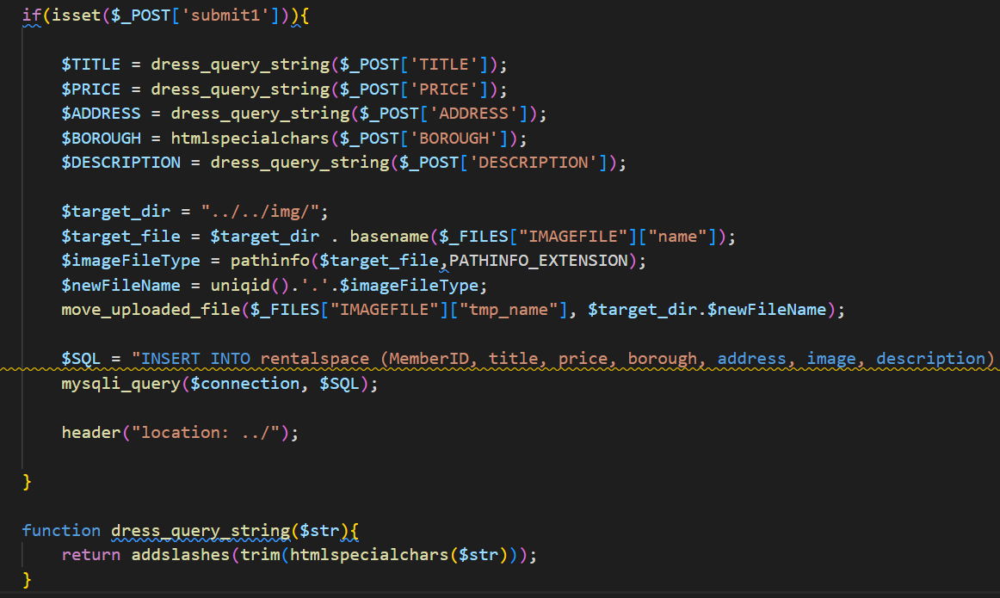 if(isset($_POST['submit1'])){
$TITLE = dress_query_string($_POST['TITLE']);
$PRICE = dress_query_string($_POST['PRICE']);
$ADDRESS = dress_query_string($_POST['ADDRESS']);
$BOROUGH = htmlspecialchars($_POST['BOROUGH']);
$DESCRIPTION = dress_query_string($_POST['DESCRIPTION']);
$target_dir = "../../img/";
$target_file = $target_dir . basename($_FILES["IMAGEFILE"]["name"]);
$imageFileType = pathinfo($target_file,PATHINFO_EXTENSION);
$newFileName = uniqid().'.'.$imageFileType;
move_uploaded_file($_FILES["IMAGEFILE"]["tmp_name"], $target_dir.$newFileName);
$SQL = "INSERT INTO rentalspace (MemberID, title, price, borough, address, image, description)
mysqli_query($connection, $SQL);
header("location: ../");
}
function dress_query_string($str){
return addslashes(trim(htmlspecialchars($str)));
}